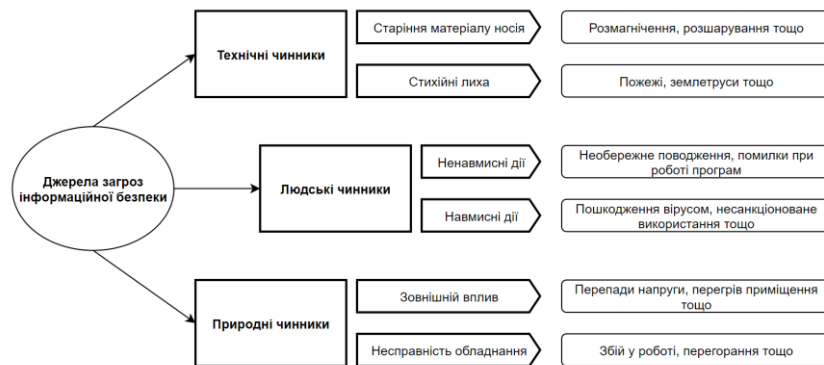 Джерела загроз
інформаційної безпеки
Технічні чинники
Старіння матеріалу носія
Розмагнічення, розшарування тощо
Стихійні лиха
Пожежі, землетруси тощо
Людські чинники
Ненавмисні дії
Необережне поводження, помилки при
роботі програм
Навмисні дії
Пошкодження вірусом, несанкціоноване
використання тощо
Природні чинники
Зовнішній вплив
Перепади напруги, перегрів приміщення
тощо
Несправність обладнання
Збій у роботі, перегорання тощо